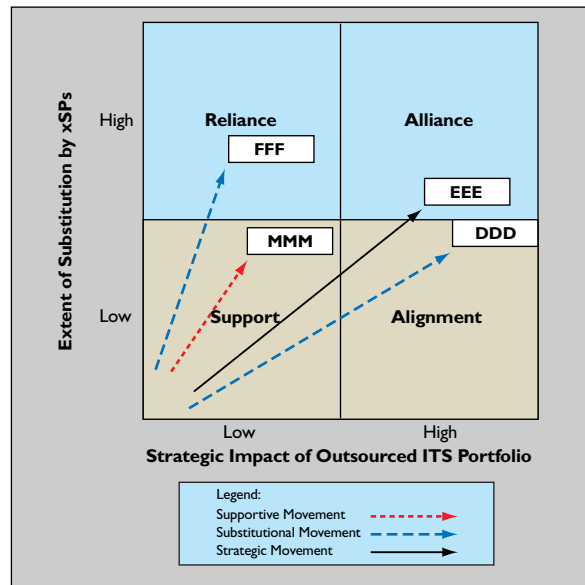 Extent of Substitution by xSPs
High
Low
Reliance
Alliance
FFF
EEE
MMM
DDD
Support
Alignment
Low
High
Strategic Impact of Outsourced ITS Portfolio
Legend:
Supportive Movement
Substitutional Movement
Strategic Movement